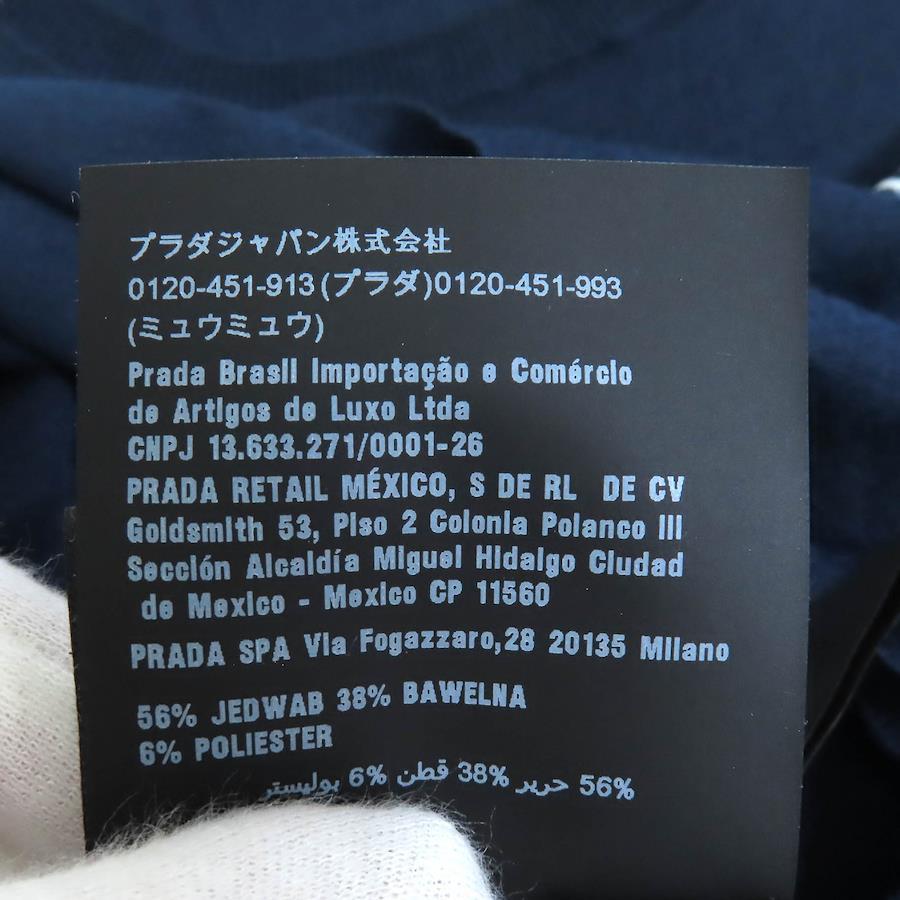 プラダジャパン株式会社
0120-451-913(プラダ)0120-451-993
(ミュウミュウ)
Prada Brasil Importação e Comércio
de Artigos de Luxo Ltda
CNPJ 13.633.271/0001-26
PRADA RETAIL MÉXICO, S DE RL DE CV
Goldsmith 53, Piso 2 Colonia Polanco III
Sección Alcaldía Miguel Hidalgo Ciudad
de Mexico - Mexico CP 11560
PRADA SPA Via Fogazzaro,28 20135 Milano
56% JEDWAB 38% BAWELNA
6% POLIESTER
56% حرير 38% قطن 6% بوليستر